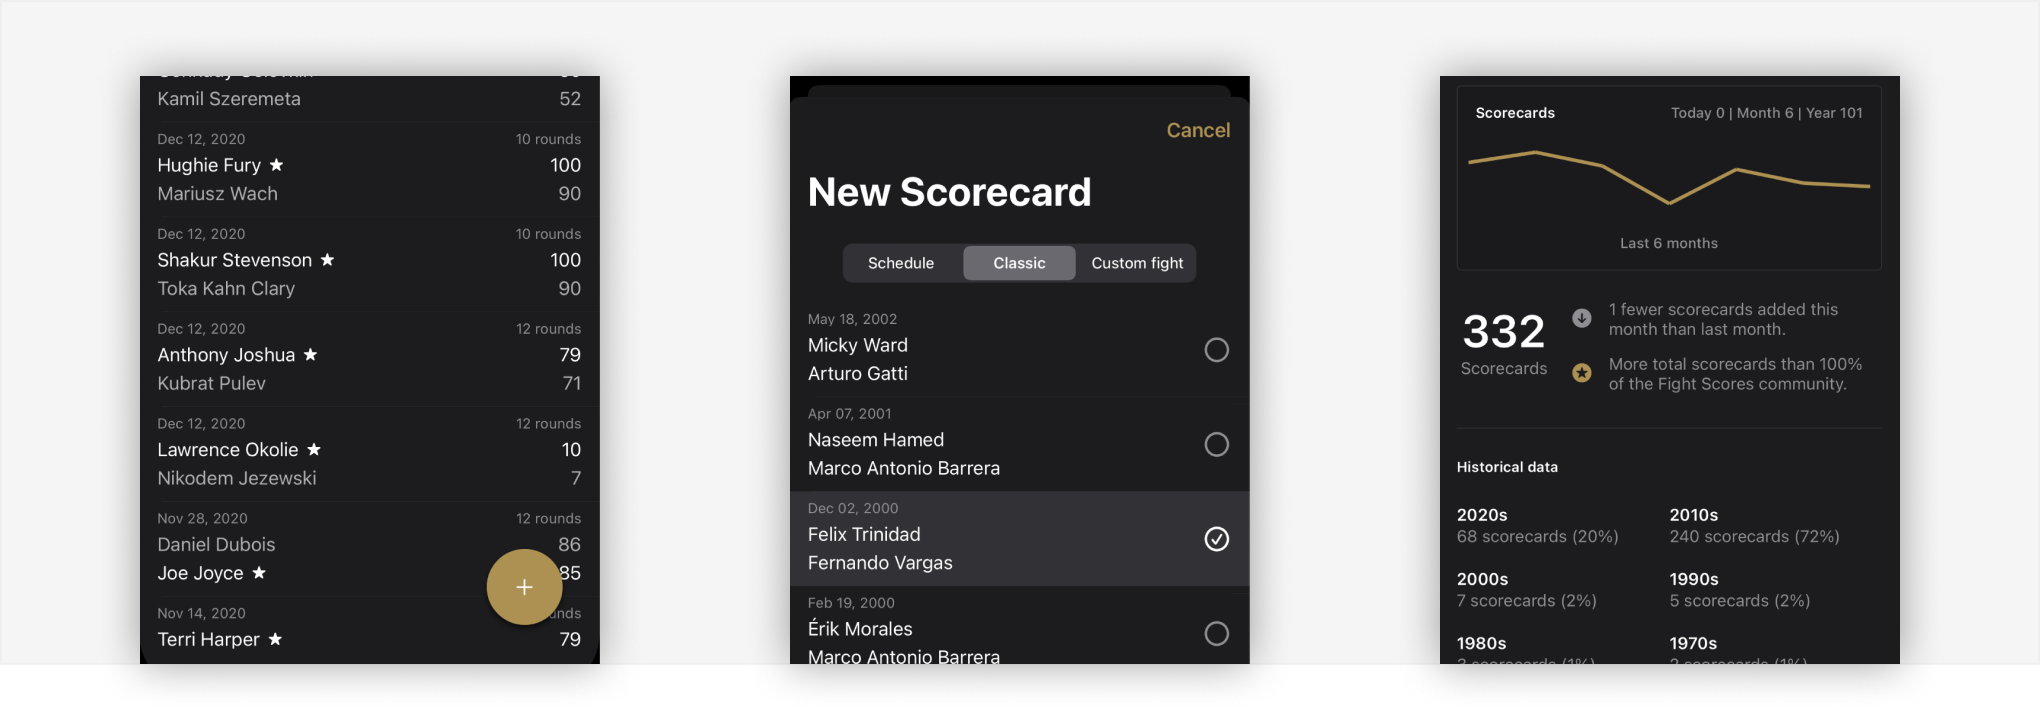 Kamil Szeremeta 52
Dec 12, 2020 10 rounds
Hughie Fury ★ 100
Mariusz Wach 90
Dec 12, 2020 10 rounds
Shakur Stevenson ★ 100
Toka Kahn Clary 90
Dec 12, 2020 12 rounds
Anthony Joshua ★ 79
Kubrat Pulev 71
Dec 12, 2020 12 rounds
Lawrence Okolie ★ 10
Nikodem Jezewski 7
Nov 28, 2020 12 rounds
Daniel Dubois 86
Joe Joyce ★ 85
Nov 14, 2020
Terri Harper ★ 79
Cancel
New Scorecard
Schedule Classic Custom fight
May 18, 2002
Micky Ward
Arturo Gatti
Apr 07, 2001
Naseem Hamed
Marco Antonio Barrera
Dec 02, 2000
Felix Trinidad
Fernando Vargas
Feb 19, 2000
Érik Morales
Marco Antonio Barrera
Scorecards Today 0 | Month 6 | Year 101
Last 6 months
332
Scorecards
1 fewer scorecards added this
month than last month.
More total scorecards than 100%
of the Fight Scores community.
Historical data
2020s 2010s
68 scorecards (20%) 240 scorecards (72%)
2000s 1990s
7 scorecards (2%) 5 scorecards (2%)
1980s 1970s
3 scorecards (1%) 2 scorecards (1%)